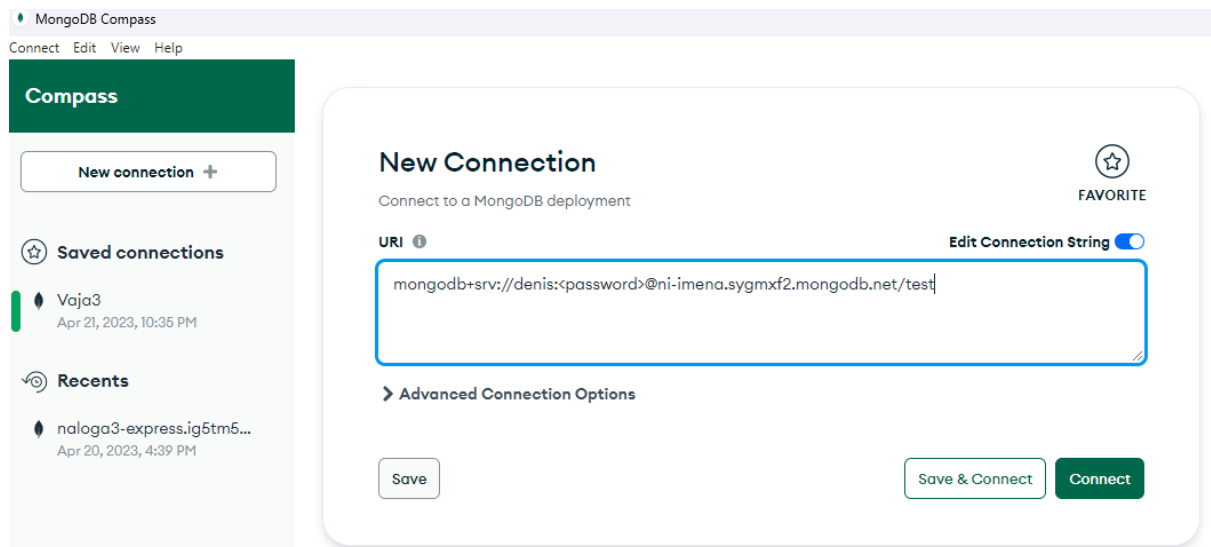 MongoDB Compass
Connect Edit View Help
Compass
New connection
Saved connections
Vaja3
Apr 21, 2023, 10:35 PM
Recents
naloga3-express.ig5tm5...
Apr 20, 2023, 4:39 PM
New Connection
FAVORITE
Connect to a MongoDB deployment
URI
Edit Connection String
mongodb+srv://denis:<password>@ni-imena.sygmxf2.mongodb.net/test
Advanced Connection Options
Save
Save & Connect
Connect